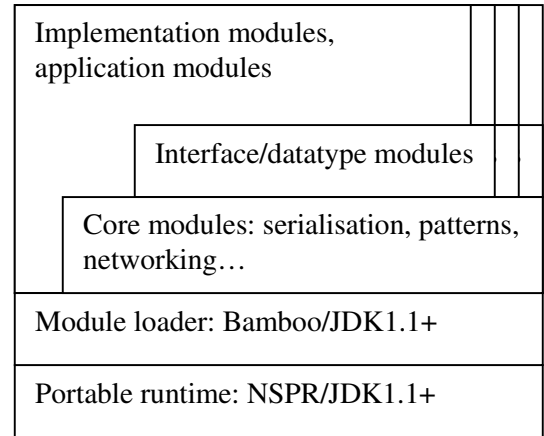 Implementation modules,
application modules
Interface/datatype modules
Core modules: serialisation, patterns,
networking…
Module loader: Bamboo/JDK1.1+
Portable runtime: NSPR/JDK1.1+